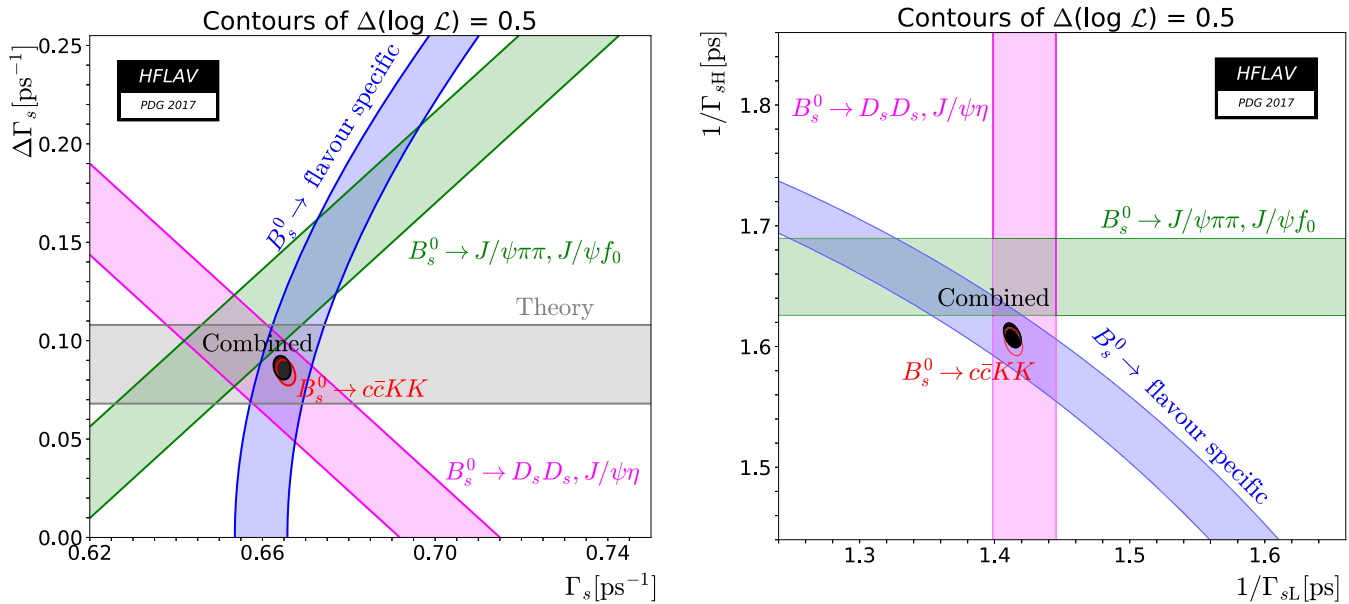 Contours of Δ(log ℒ) = 0.5
ΔΓ_s[ps⁻¹]
0.25
0.20
0.15
0.10
0.05
0.00
HFLAV
PDG 2017
B_s^0 → flavour specific
B_s^0 → J/ψππ, J/ψf_0
Theory
Combined
B_s^0 → cc̄KK
B_s^0 → D_sD_s, J/ψη
0.62 0.66 0.70 0.74
Γ_s[ps⁻¹]
Contours of Δ(log ℒ) = 0.5
1/Γ_sH[ps]
1.8
1.7
1.6
1.5
HFLAV
PDG 2017
B_s^0 → D_sD_s, J/ψη
B_s^0 → J/ψππ, J/ψf_0
Combined
B_s^0 → cc̄KK
B_s^0 → flavour specific
1.3 1.4 1.5 1.6
1/Γ_sL[ps]